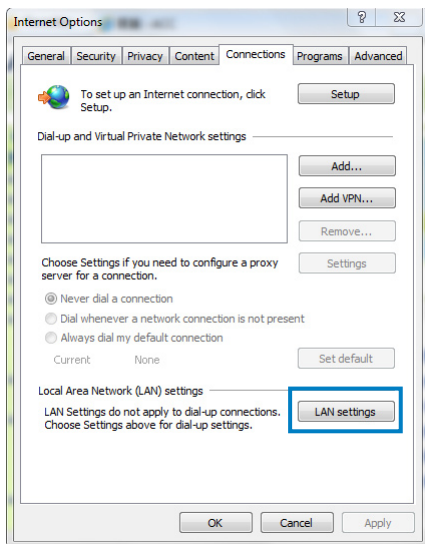 Internet Options
General Security Privacy Content Connections Programs Advanced
To set up an Internet connection, click
Setup.
Setup
Dial-up and Virtual Private Network settings
Add...
Add VPN...
Remove...
Choose Settings if you need to configure a proxy
server for a connection.
Settings
Never dial a connection
Dial whenever a network connection is not present
Always dial my default connection
Current None
Set default
Local Area Network (LAN) settings
LAN Settings do not apply to dial-up connections.
Choose Settings above for dial-up settings.
LAN settings
OK Cancel Apply